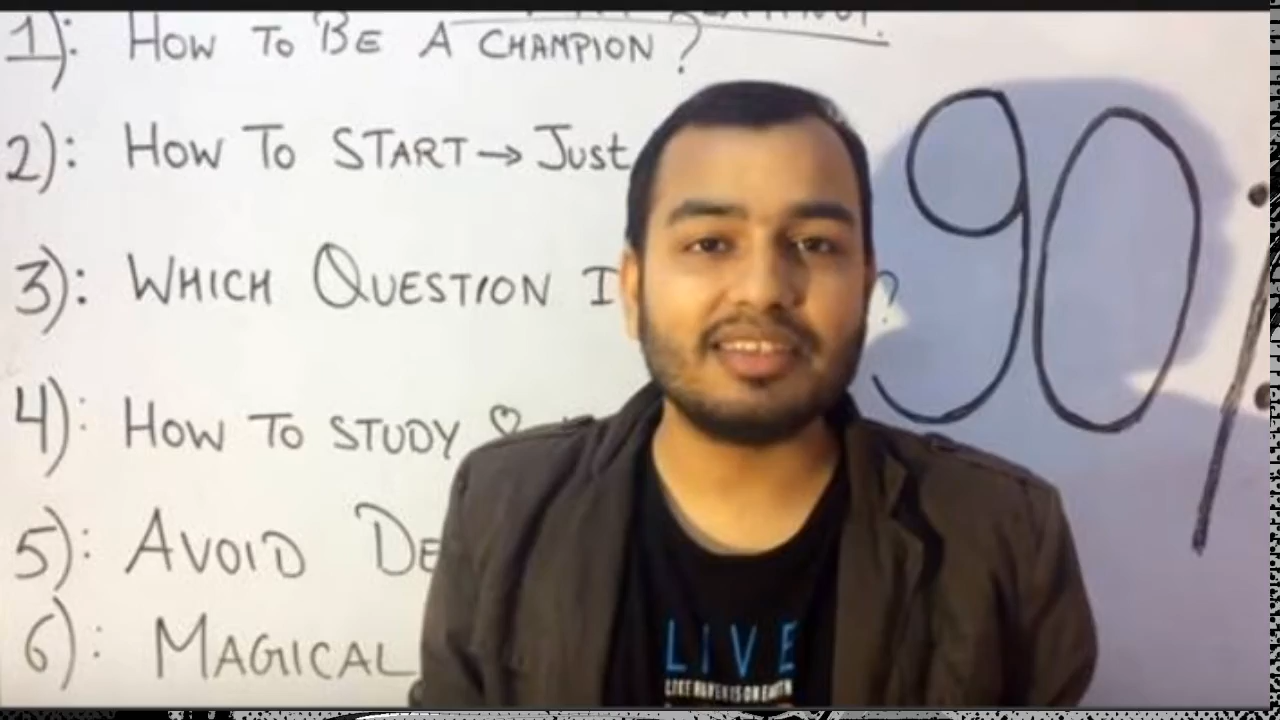 1): HOW TO BE A CHAMPION?
2): HOW TO START → JUST
3): WHICH QUESTION I ?
4): HOW TO STUDY ♡
5): AVOID DE
6): MAGICAL
90%
LIVE